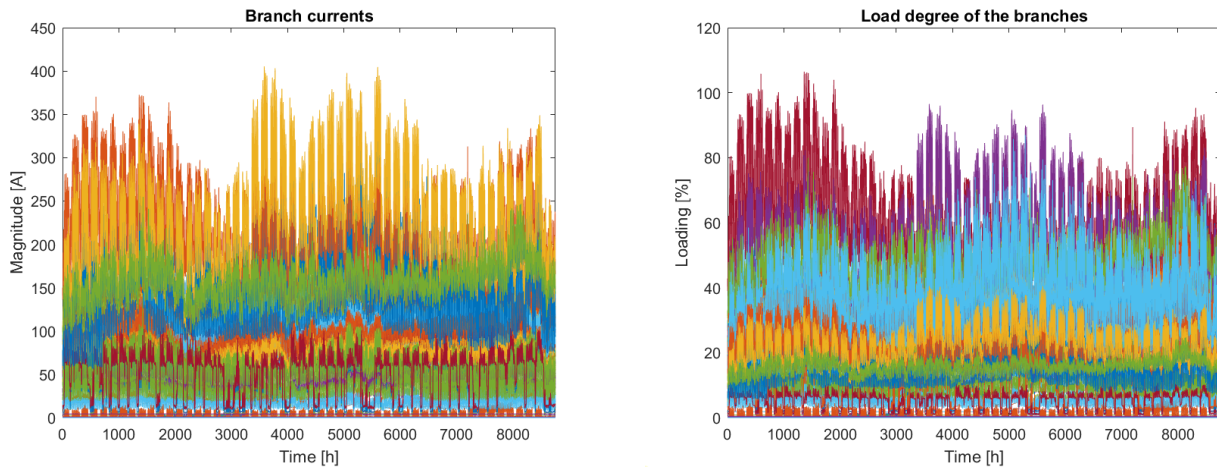 Branch currents
Magnitude [A]
450
400
350
300
250
200
150
100
50
0
0 1000 2000 3000 4000 5000 6000 7000 8000
Time [h]
Load degree of the branches
Loading [%]
120
100
80
60
40
20
0
0 1000 2000 3000 4000 5000 6000 7000 8000
Time [h]